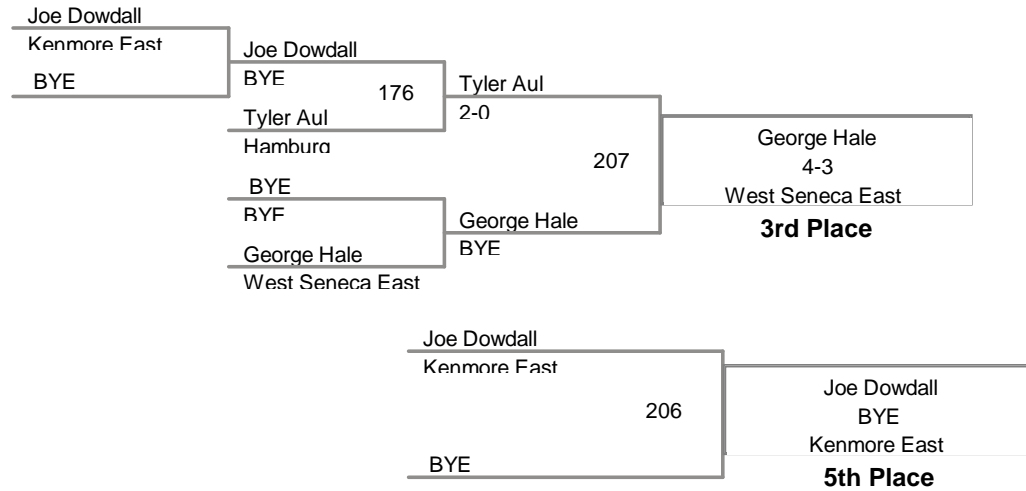 Joe Dowdall
Kenmore East
BYE
Joe Dowdall
BYE
176
Tyler Aul
Hamburg
Tyler Aul
2-0
BYE
BYE
George Hale
West Seneca East
George Hale
BYE
207
George Hale
4-3
West Seneca East
3rd Place
Joe Dowdall
Kenmore East
206
BYE
Joe Dowdall
BYE
Kenmore East
5th Place